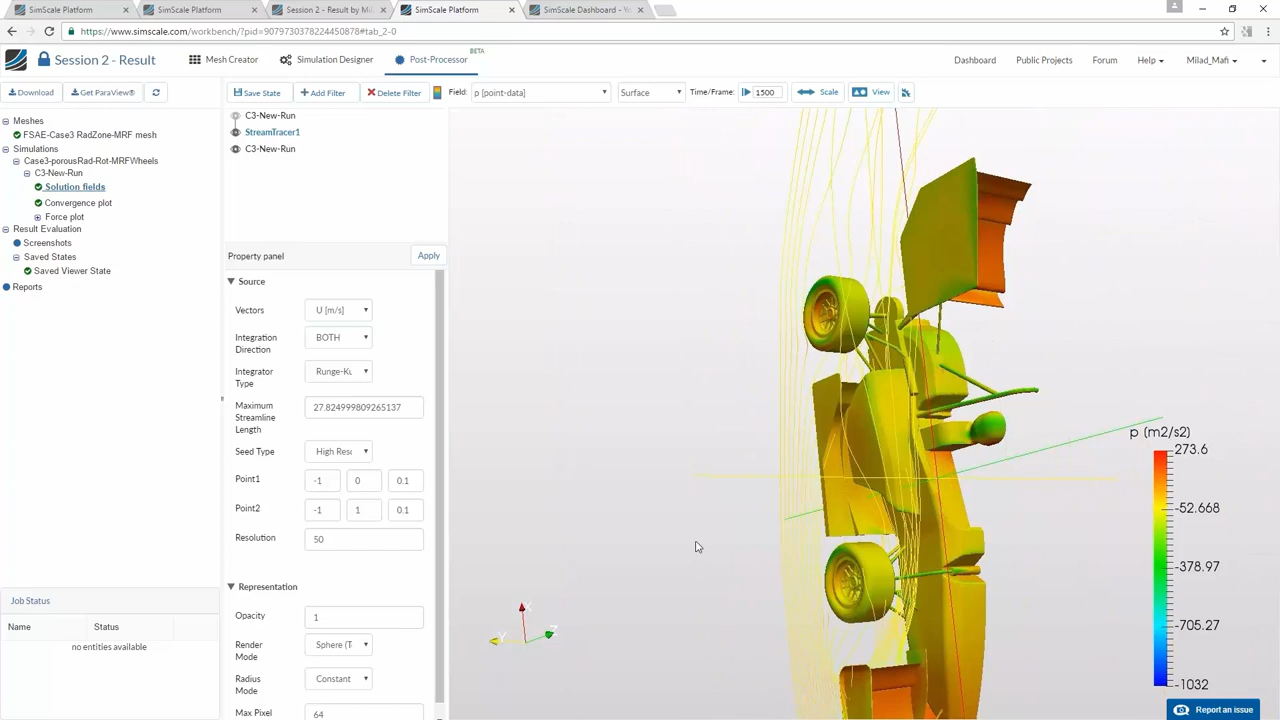 SimScale Platform
SimScale Platform
Session 2 - Result by Mi
SimScale Platform
SimScale Dashboard - Yo
https://www.simscale.com/workbench/?pid=9079730378224450878#tab_2-0
Session 2 - Result
Mesh Creator
Simulation Designer
Post-Processor
BETA
Dashboard
Public Projects
Forum
Help
Milad_Mafi
Download
Get ParaView®
Save State
Add Filter
Delete Filter
Field:
p [point-data]
Surface
Time/Frame:
1500
Scale
View
Meshes
FSAE-Case3 RadZone-MRF mesh
Simulations
Case3-porousRad-Rot-MRFWheels
C3-New-Run
Solution fields
Convergence plot
Force plot
Result Evaluation
Screenshots
Saved States
Saved Viewer State
Reports
C3-New-Run
StreamTracer1
C3-New-Run
Property panel
Apply
Source
Vectors
U [m/s]
Integration
Direction
BOTH
Integrator
Type
Runge-Ku
Maximum
Streamline
Length
27.824999809265137
Seed Type
High Reso
Point1
-1
0
0.1
Point2
-1
1
0.1
Resolution
50
Representation
Opacity
1
Render
Mode
Sphere (T
Radius
Mode
Constant
Max Pixel
64
Job Status
Name
Status
no entities available
X
Y
Z
p (m2/s2)
273.6
-52.668
-378.97
-705.27
-1032
Report an issue